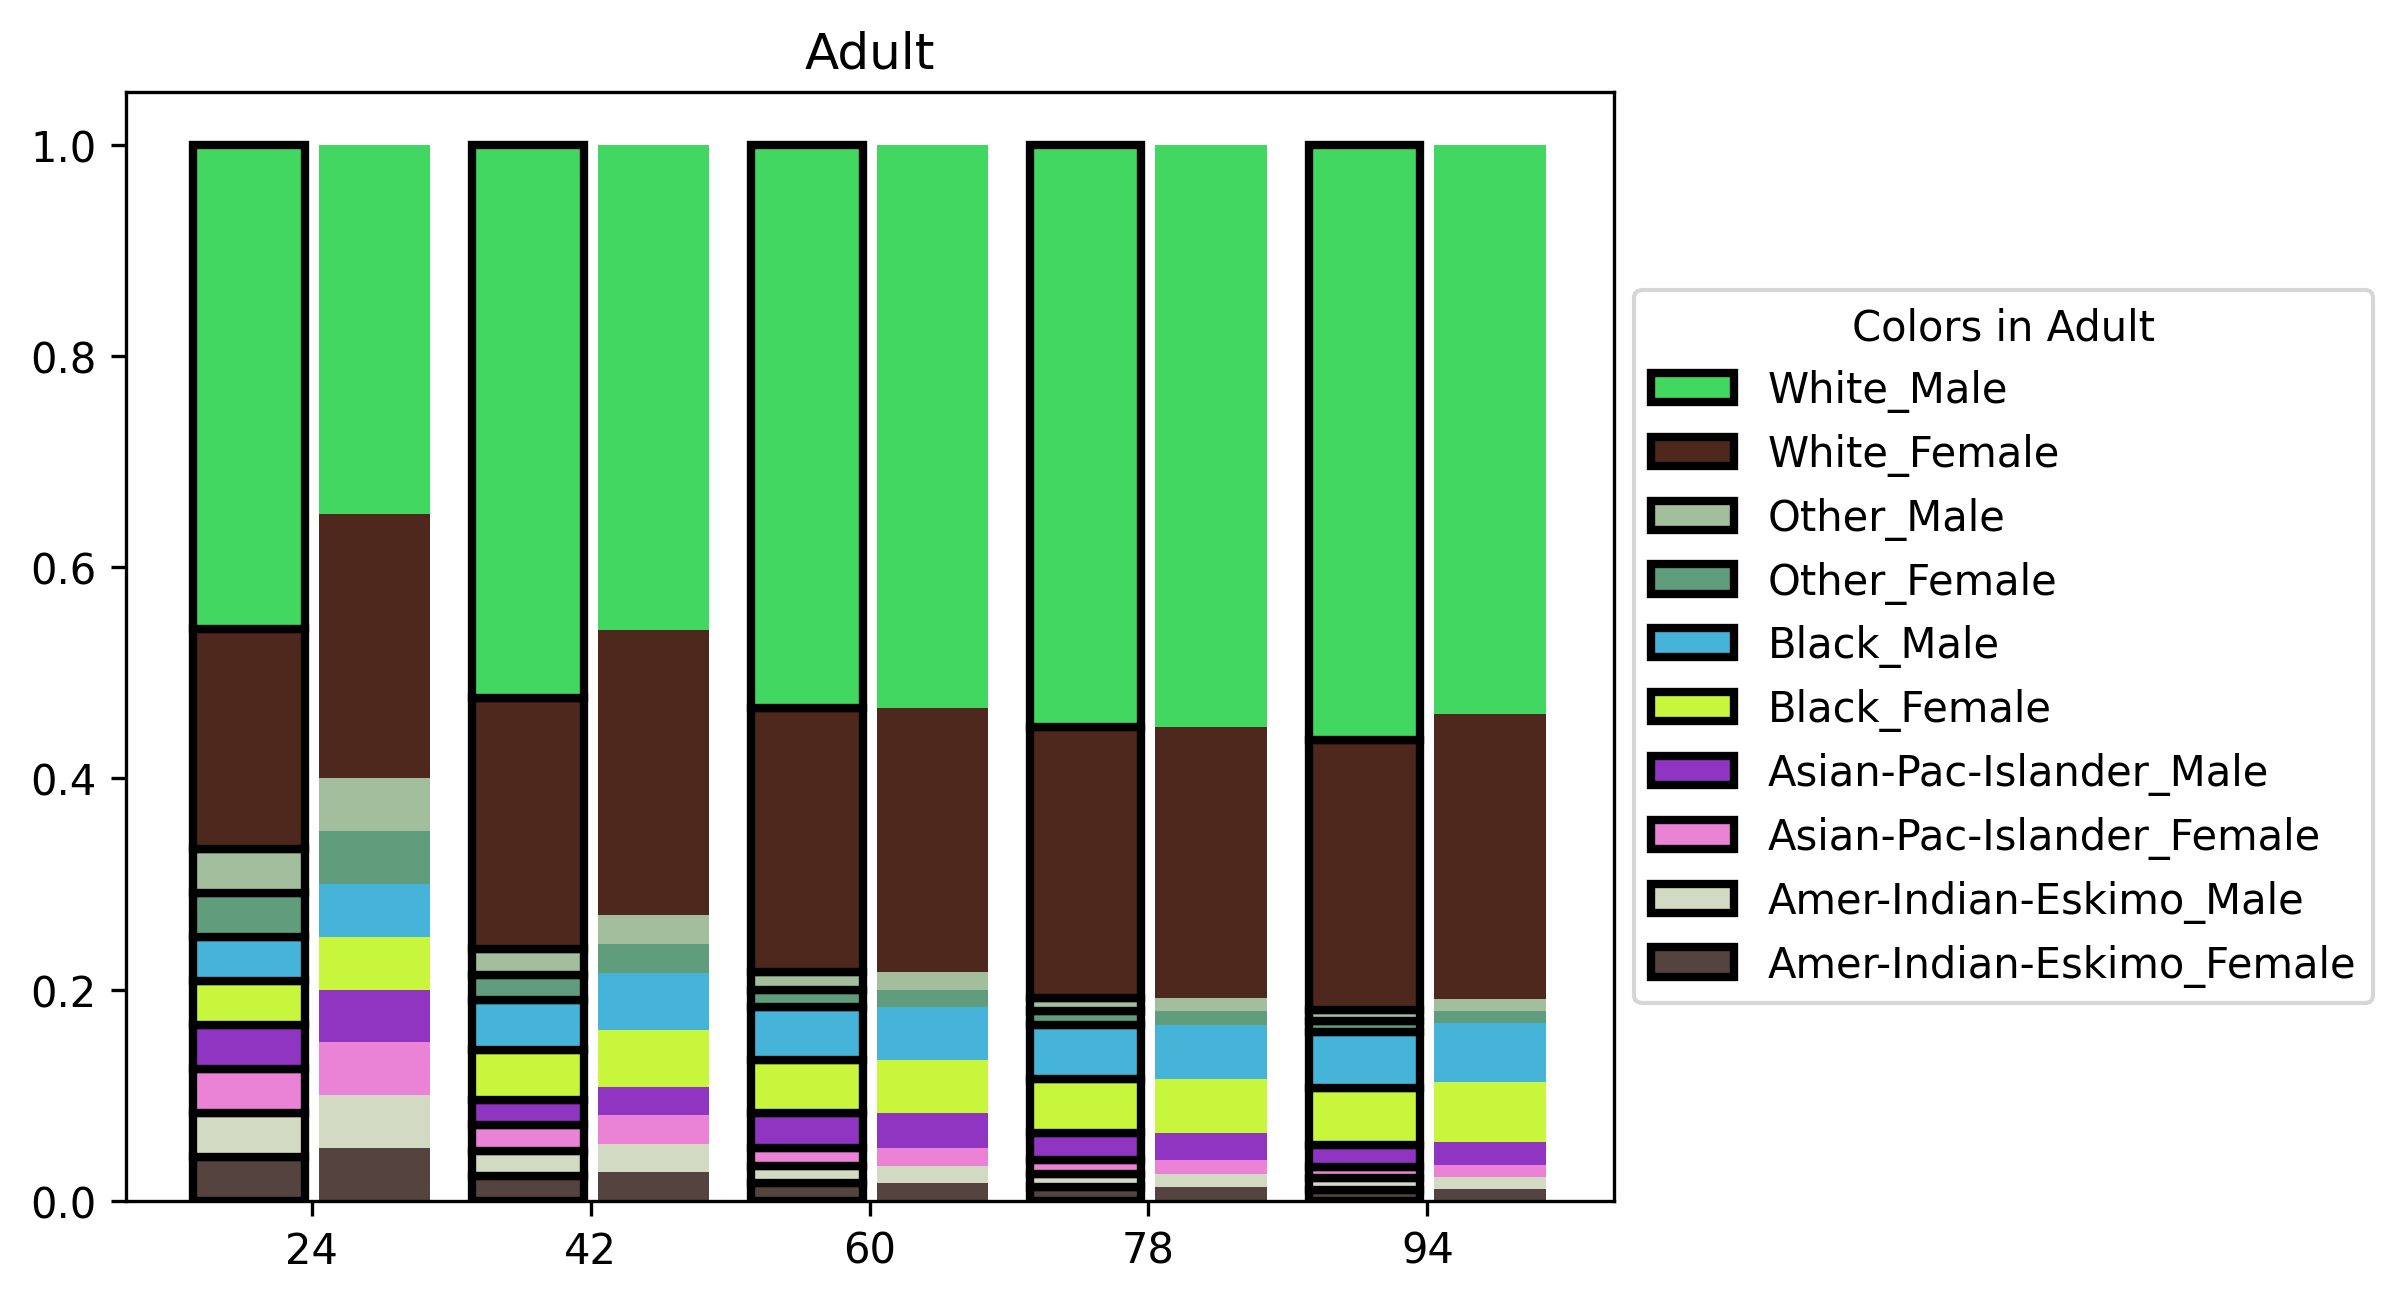 Adult
1.0
0.8
0.6
0.4
0.2
0.0
24
42
60
78
94
Colors in Adult
White_Male
White_Female
Other_Male
Other_Female
Black_Male
Black_Female
Asian-Pac-Islander_Male
Asian-Pac-Islander_Female
Amer-Indian-Eskimo_Male
Amer-Indian-Eskimo_Female